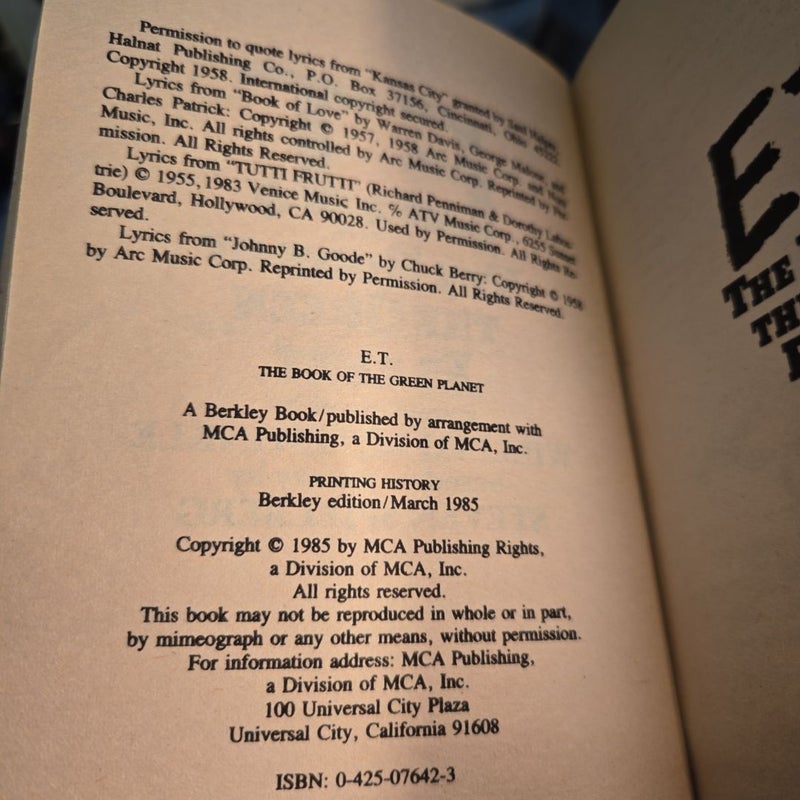 Permission to quote lyrics from "Kansas City" granted by
Halnat Publishing Co., P.O. Box 37156, Cincinnati, Ohio 45222.
Copyright 1958. International copyright secured.
Lyrics from "Book of Love" by Warren Davis, George Malone, and
Charles Patrick: Copyright © 1957, 1958 Arc Music Corp. and
Music, Inc. All rights controlled by Arc Music Corp. Reprinted by Per-
mission. All Rights Reserved.
Lyrics from "TUTTI FRUTTI" (Richard Penniman & Dorothy
trie) © 1955, 1983 Venice Music Inc. % ATV Music Corp., 6255 Sunset
Boulevard, Hollywood, CA 90028. Used by Permission. All Rights Re-
served.
Lyrics from "Johnny B. Goode" by Chuck Berry: Copyright © 1958
by Arc Music Corp. Reprinted by Permission. All Rights Reserved.
E.T.
THE BOOK OF THE GREEN PLANET
A Berkley Book/published by arrangement with
MCA Publishing, a Division of MCA, Inc.
PRINTING HISTORY
Berkley edition/March 1985
Copyright © 1985 by MCA Publishing Rights,
a Division of MCA, Inc.
All rights reserved.
This book may not be reproduced in whole or in part,
by mimeograph or any other means, without permission.
For information address: MCA Publishing,
a Division of MCA, Inc.
100 Universal City Plaza
Universal City, California 91608
ISBN: 0-425-07642-3
E
THE